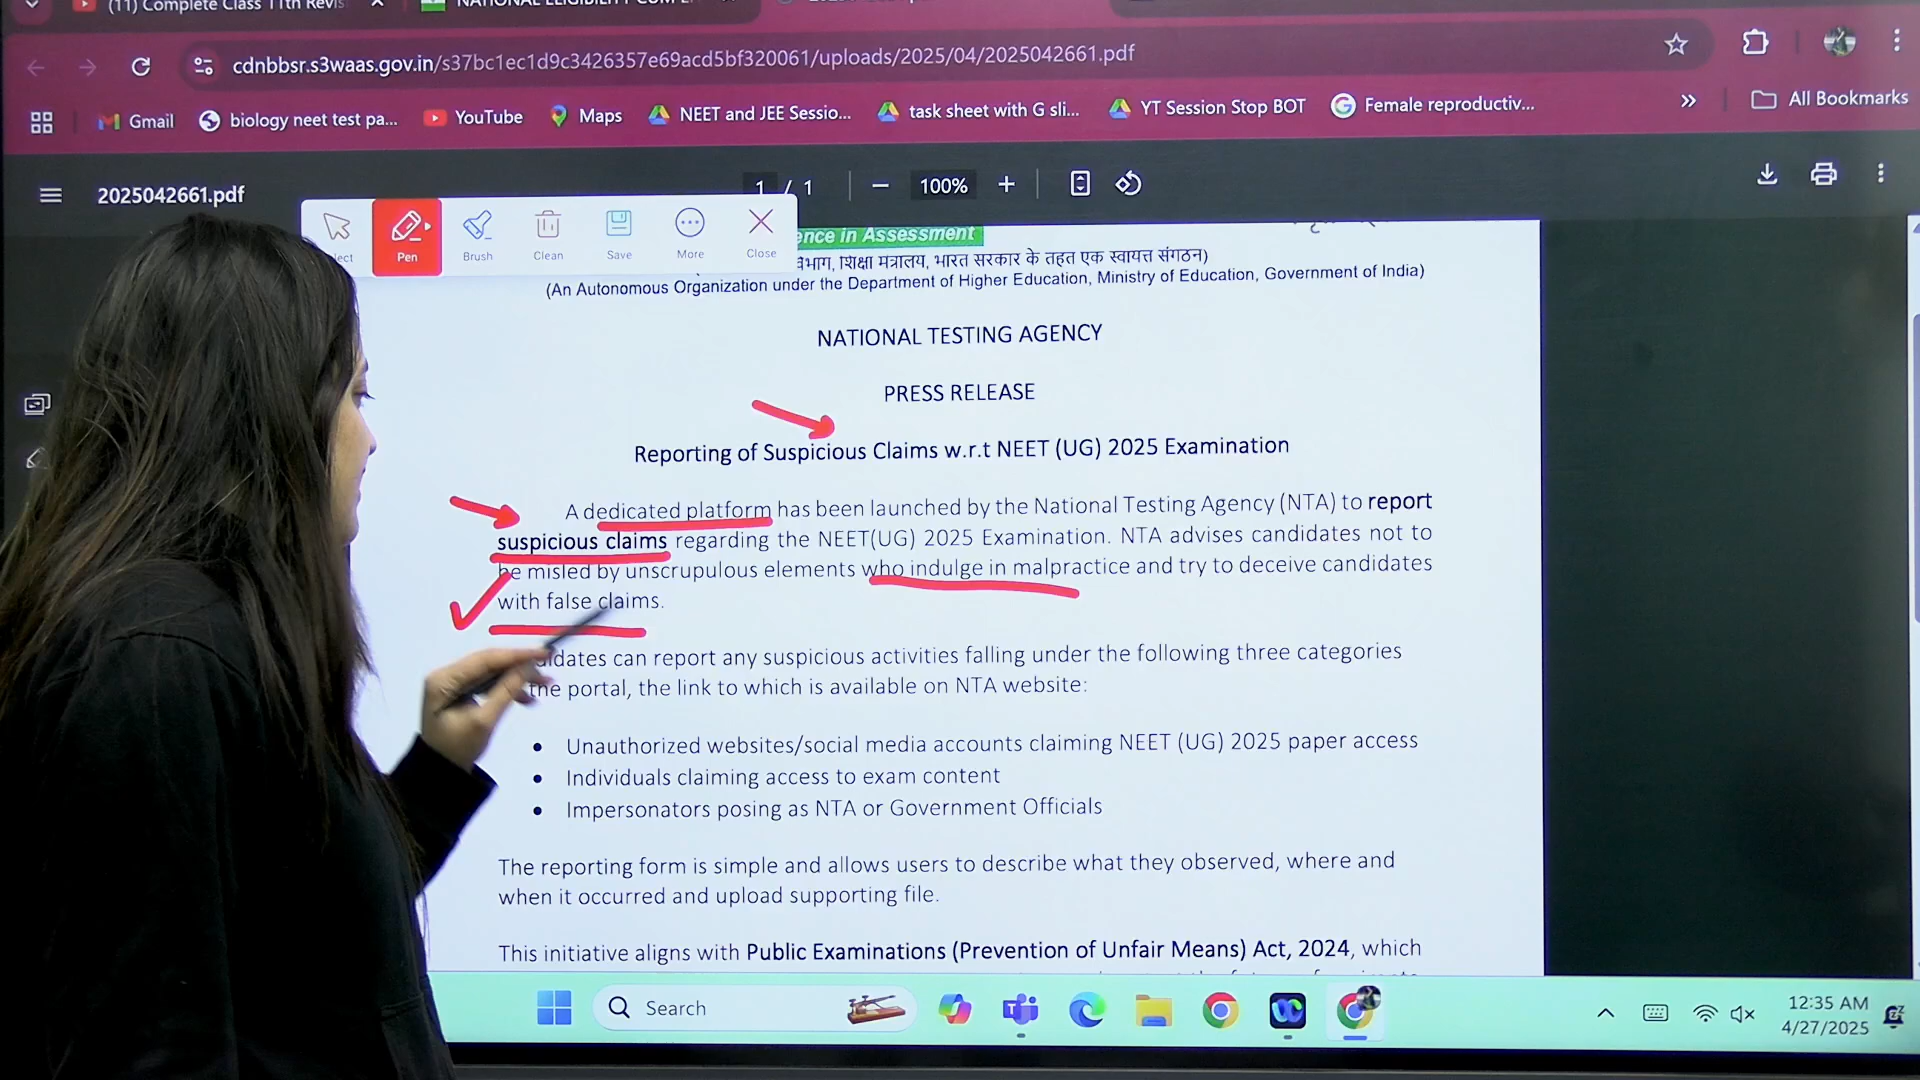 (11) Complete Class 11th Revis
cdnbbsr.s3waas.gov.in/s37bc1ec1d9c3426357e69acd5bf320061/uploads/2025/04/2025042661.pdf
Gmail
biology neet test pa...
YouTube
Maps
NEET and JEE Sessio...
task sheet with G sli...
YT Session Stop BOT
Female reproductiv...
All Bookmarks
2025042661.pdf
1 / 1
100%
Pen
Brush
Clean
Save
More
Close
ence in Assessment
शिक्षा मंत्रालय, भारत सरकार के तहत एक स्वायत्त संगठन)
(An Autonomous Organization under the Department of Higher Education, Ministry of Education, Government of India)
NATIONAL TESTING AGENCY
PRESS RELEASE
Reporting of Suspicious Claims w.r.t NEET (UG) 2025 Examination
A dedicated platform has been launched by the National Testing Agency (NTA) to report
suspicious claims regarding the NEET(UG) 2025 Examination. NTA advises candidates not to
be misled by unscrupulous elements who indulge in malpractice and try to deceive candidates
with false claims.
didates can report any suspicious activities falling under the following three categories
the portal, the link to which is available on NTA website:
• Unauthorized websites/social media accounts claiming NEET (UG) 2025 paper access
• Individuals claiming access to exam content
• Impersonators posing as NTA or Government Officials
The reporting form is simple and allows users to describe what they observed, where and
when it occurred and upload supporting file.
This initiative aligns with Public Examinations (Prevention of Unfair Means) Act, 2024, which
Search
12:35 AM
4/27/2025